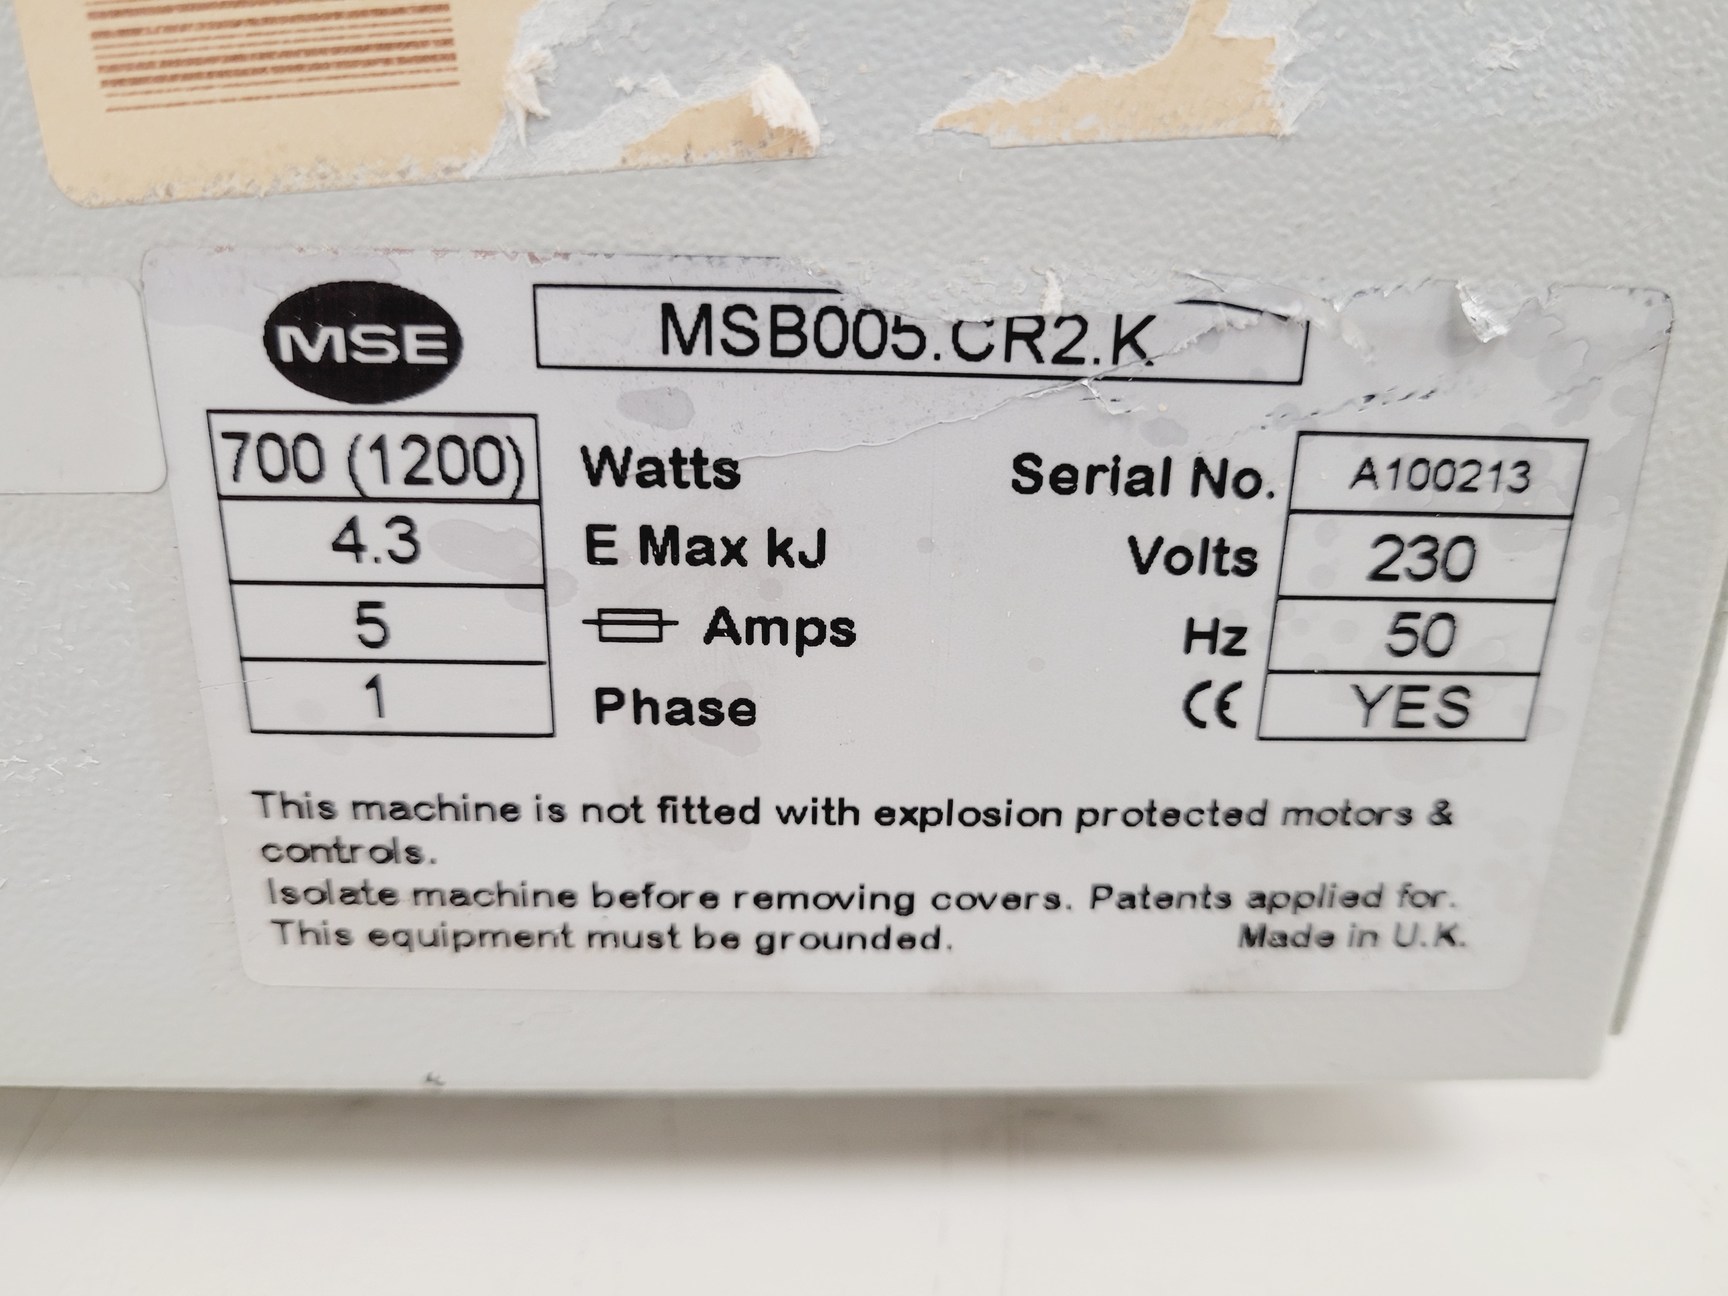 MSE
MSB005.CR2.K
700 (1200) Watts Serial No. A100213
4.3 E Max kJ Volts 230
5 Amps Hz 50
1 Phase CE YES
This machine is not fitted with explosion protected motors &
controls.
Isolate machine before removing covers. Patents applied for.
This equipment must be grounded. Made in U.K.